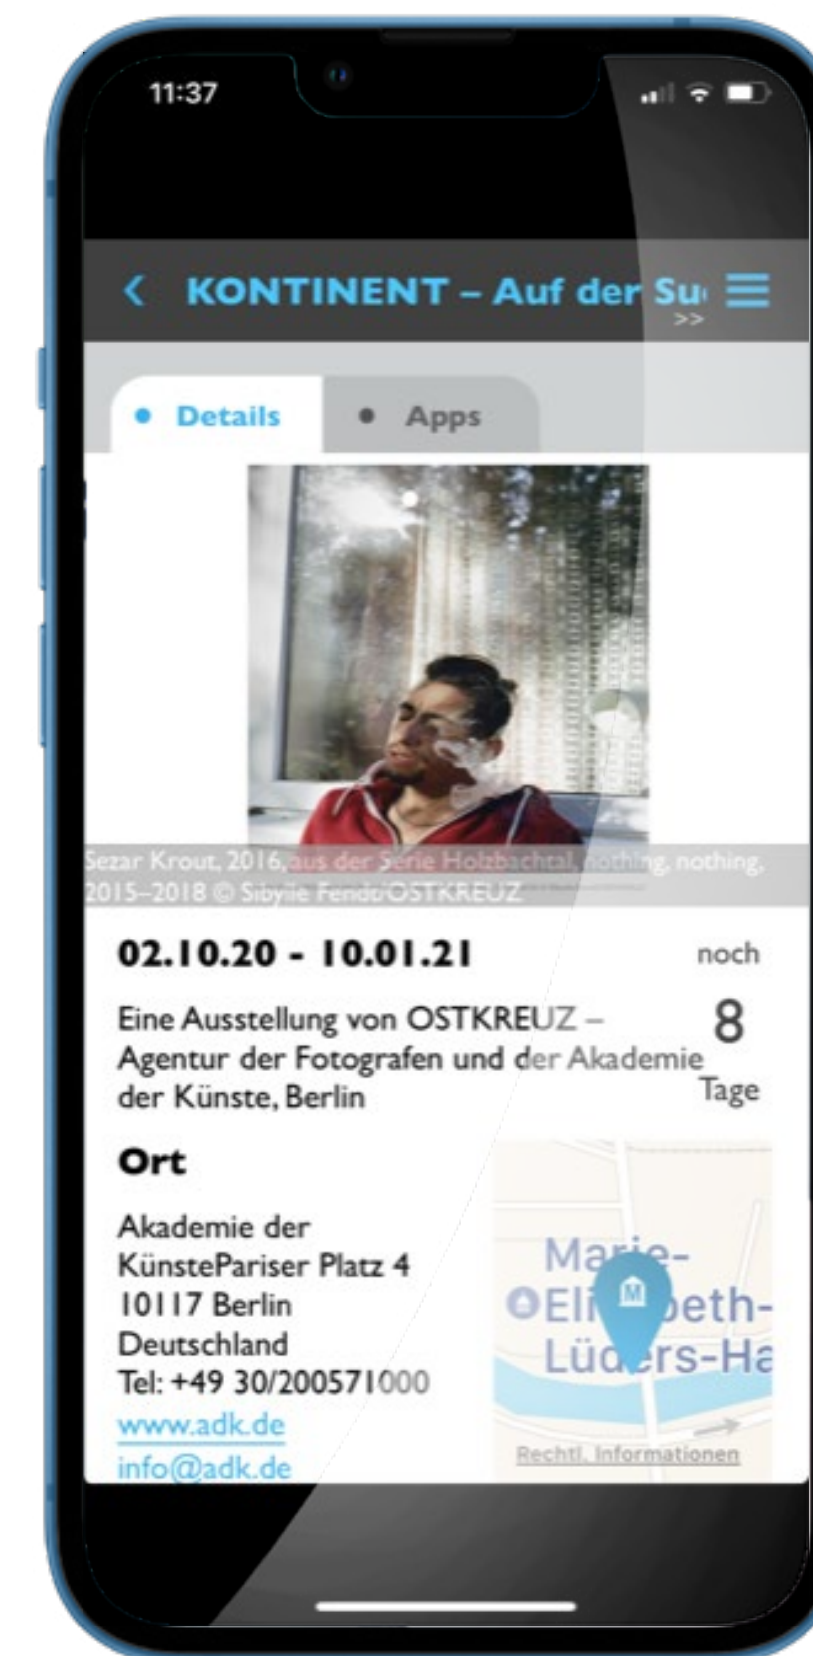 11:37
KONTINENT – Auf der Su
>>
Details
Apps
Sezar Krout, 2016, aus der Serie Holzbachtal, nothing, nothing,
2015–2018 © Sibylle Fendt/OSTKREUZ
02.10.20 - 10.01.21
noch
8
Tage
Eine Ausstellung von OSTKREUZ –
Agentur der Fotografen und der Akademie
der Künste, Berlin
Ort
Akademie der
KünstePariser Platz 4
10117 Berlin
Deutschland
Tel: +49 30/200571000
www.adk.de
info@adk.de
Marie-
Elisabeth-
Lüders-Ha
M
Rechtl. Informationen